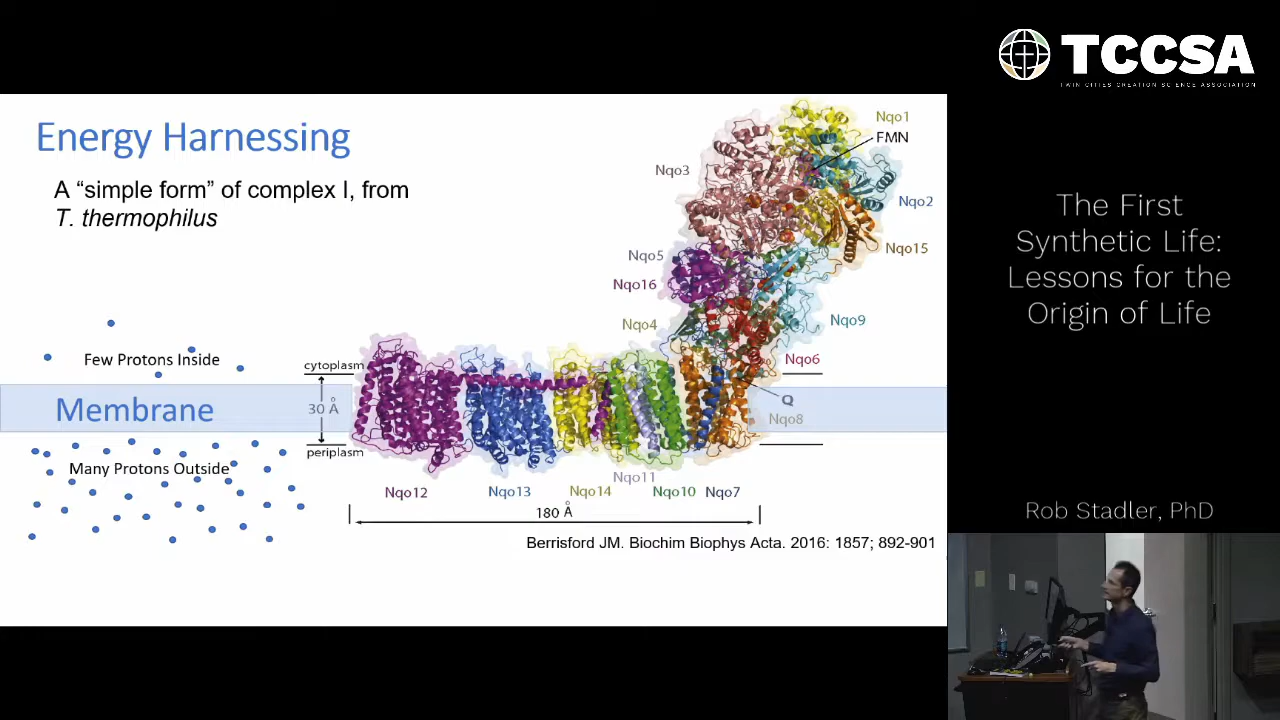 TCCSA
TWIN CITIES CREATION SCIENCE ASSOCIATION
Energy Harnessing
A “simple form” of complex I, from
T. thermophilus
Nqo1
FMN
Nqo3
Nqo2
Nqo15
Nqo5
Nqo16
Nqo4
Nqo9
Nqo6
Few Protons Inside
cytoplasm
Membrane
30 Å
Q
Nqo8
periplasm
Many Protons Outside
Nqo11
Nqo12
Nqo13
Nqo14
Nqo10
Nqo7
180 Å
Berrisford JM. Biochim Biophys Acta. 2016: 1857; 892-901
The First
Synthetic Life:
Lessons for the
Origin of Life
Rob Stadler, PhD